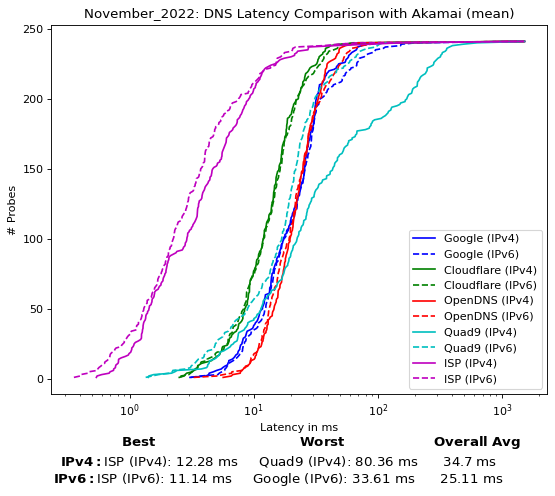 November_2022: DNS Latency Comparison with Akamai (mean)
250
200
150
100
50
0
# Probes
Google (IPv4)
Google (IPv6)
Cloudflare (IPv4)
Cloudflare (IPv6)
OpenDNS (IPv4)
OpenDNS (IPv6)
Quad9 (IPv4)
Quad9 (IPv6)
ISP (IPv4)
ISP (IPv6)
10⁰ 10¹ 10² 10³
Latency in ms
Best Worst Overall Avg
IPv4: ISP (IPv4): 12.28 ms Quad9 (IPv4): 80.36 ms 34.7 ms
IPv6: ISP (IPv6): 11.14 ms Google (IPv6): 33.61 ms 25.11 ms